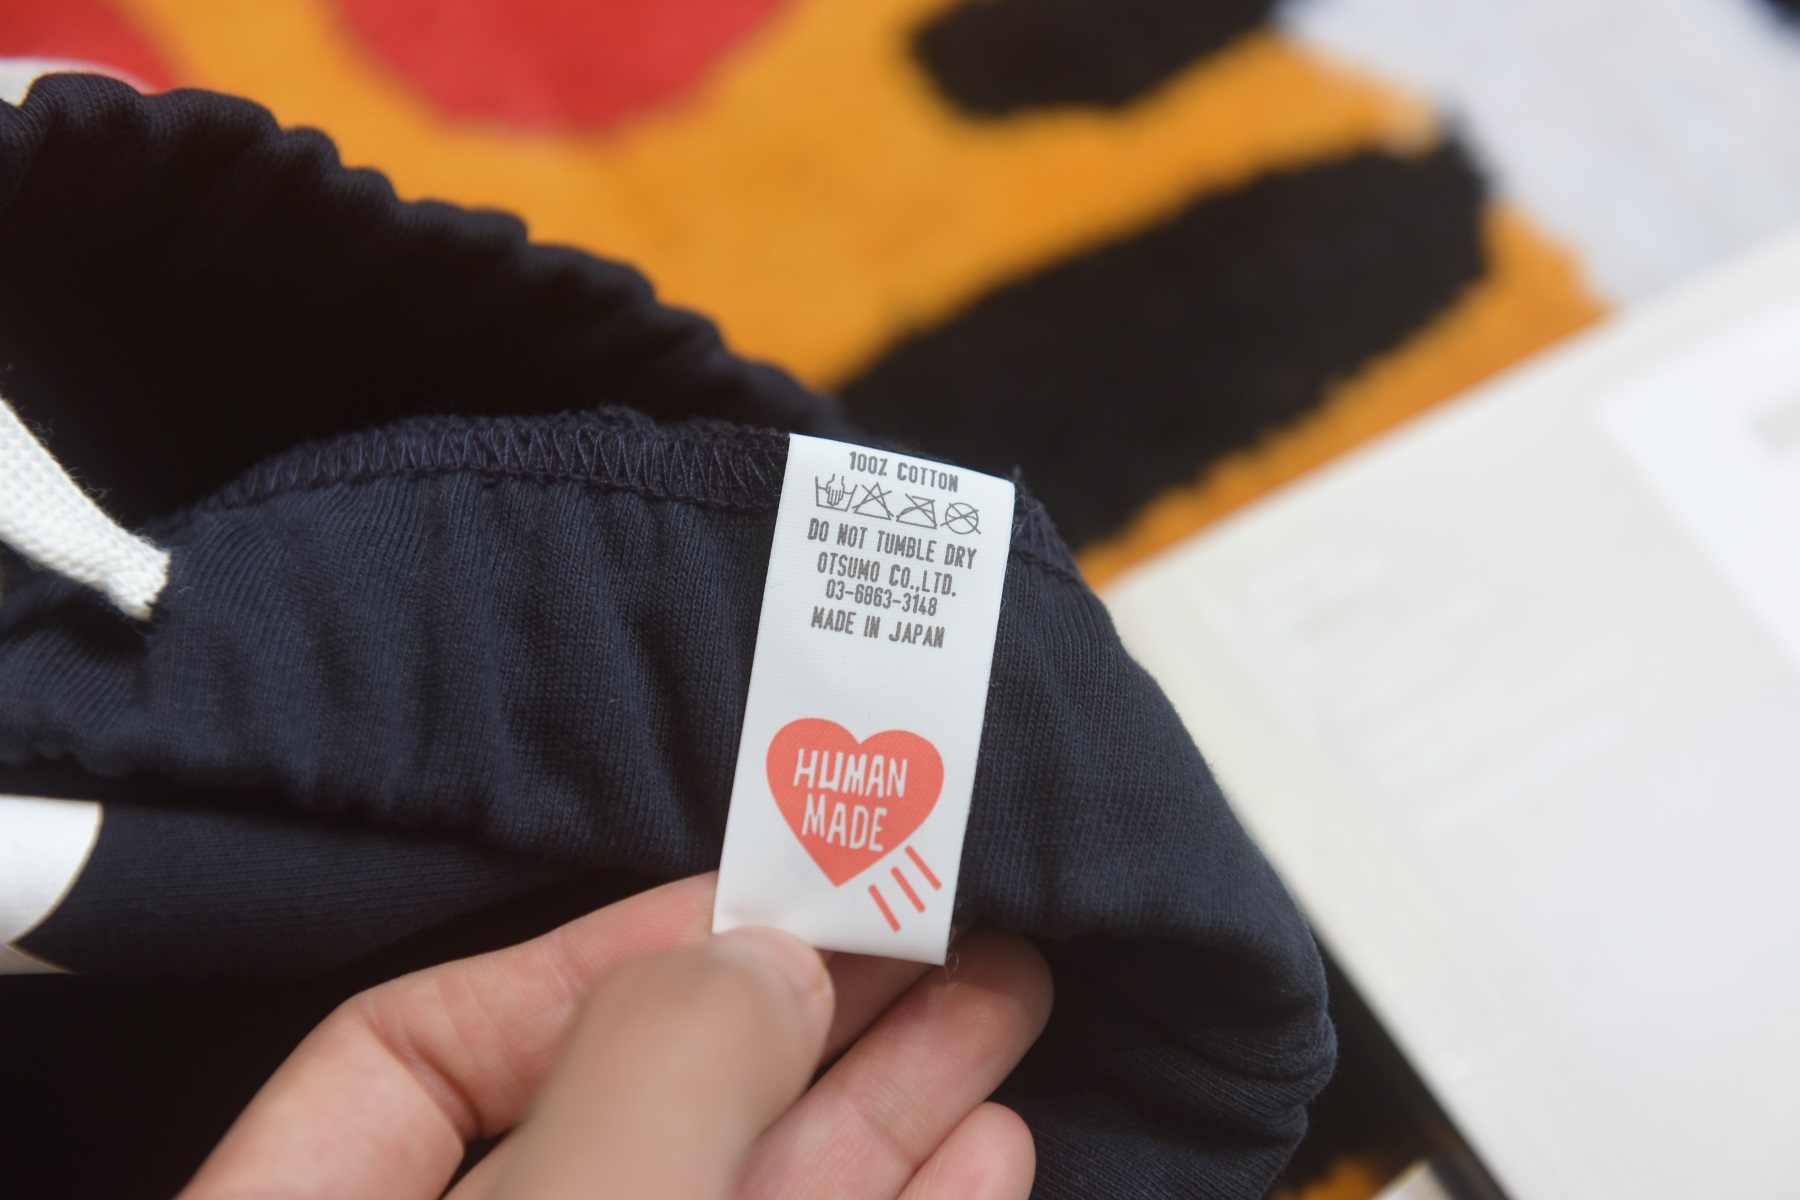 100% COTTON
DO NOT TUMBLE DRY
OTSUMO CO.,LTD.
03-6863-3148
MADE IN JAPAN
HUMAN
MADE